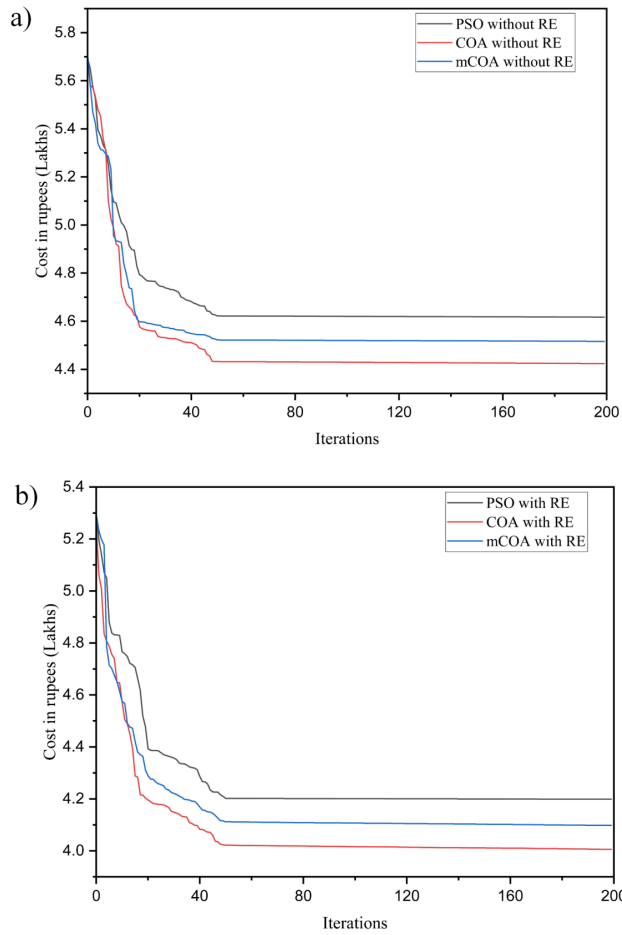 a)
5.8
5.6
5.4
5.2
5.0
4.8
4.6
4.4
Cost in rupees (Lakhs)
PSO without RE
COA without RE
mCOA without RE
0 40 80 120 160 200
Iterations
b)
5.4
5.2
5.0
4.8
4.6
4.4
4.2
4.0
Cost in rupees (Lakhs)
PSO with RE
COA with RE
mCOA with RE
0 40 80 120 160 200
Iterations